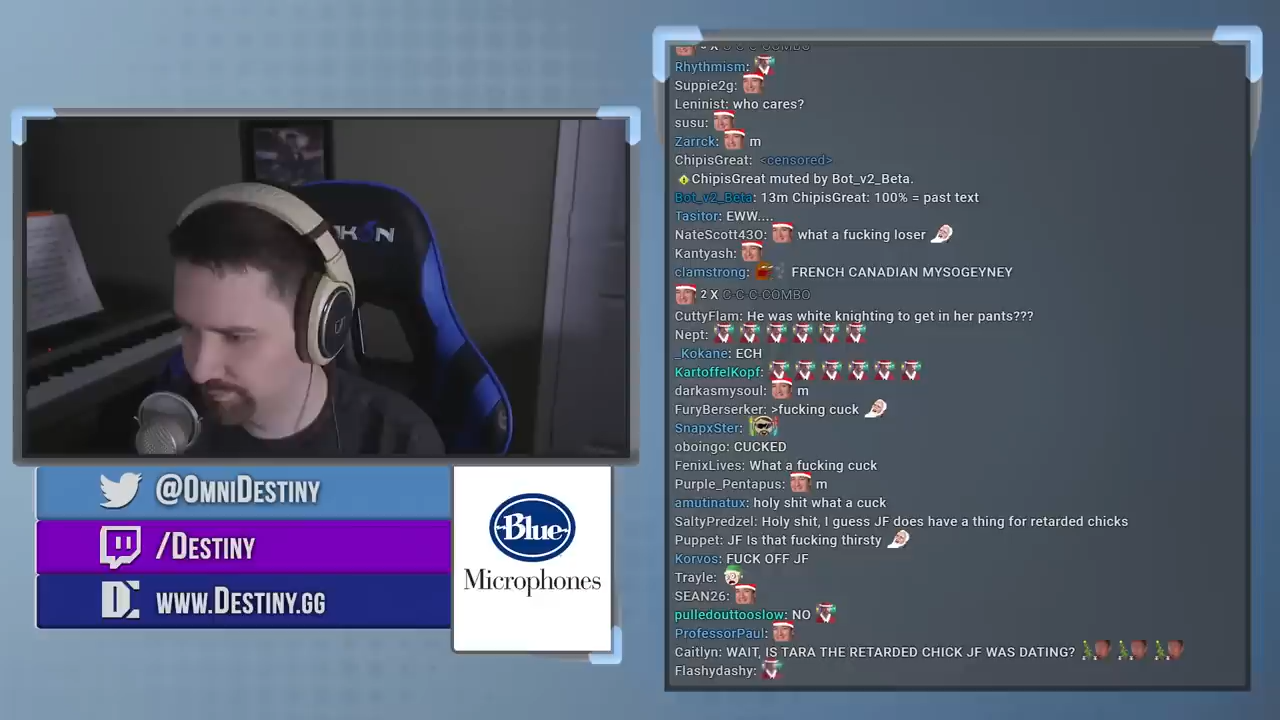 @OmniDestiny
/Destiny
www.Destiny.gg
Blue
Microphones
X C-C-C-COMBO
Rhythmism:
Suppie2g:
Leninist: who cares?
susu:
Zarrck: m
ChipisGreat: <censored>
ChipisGreat muted by Bot_v2_Beta.
Bot_v2_Beta: 13m ChipisGreat: 100% = past text
Tasitor: EWW....
NateScott43O: what a fucking loser
Kantyash:
clamstrong: FRENCH CANADIAN MYSOGEYNEY
2 X C-C-C-COMBO
CuttyFlam: He was white knighting to get in her pants???
Nept:
_Kokane: ECH
KartoffelKopf:
darkasmysoul: m
FuryBerserker: >fucking cuck
SnapxSter:
oboingo: CUCKED
FenixLives: What a fucking cuck
Purple_Pentapus: m
amutinatux: holy shit what a cuck
SaltyPredzel: Holy shit, I guess JF does have a thing for retarded chicks
Puppet: JF Is that fucking thirsty
Korvos: FUCK OFF JF
Trayle:
SEAN26:
pulledouttooslow: NO
ProfessorPaul:
Caitlyn: WAIT, IS TARA THE RETARDED CHICK JF WAS DATING?
Flashydashy: